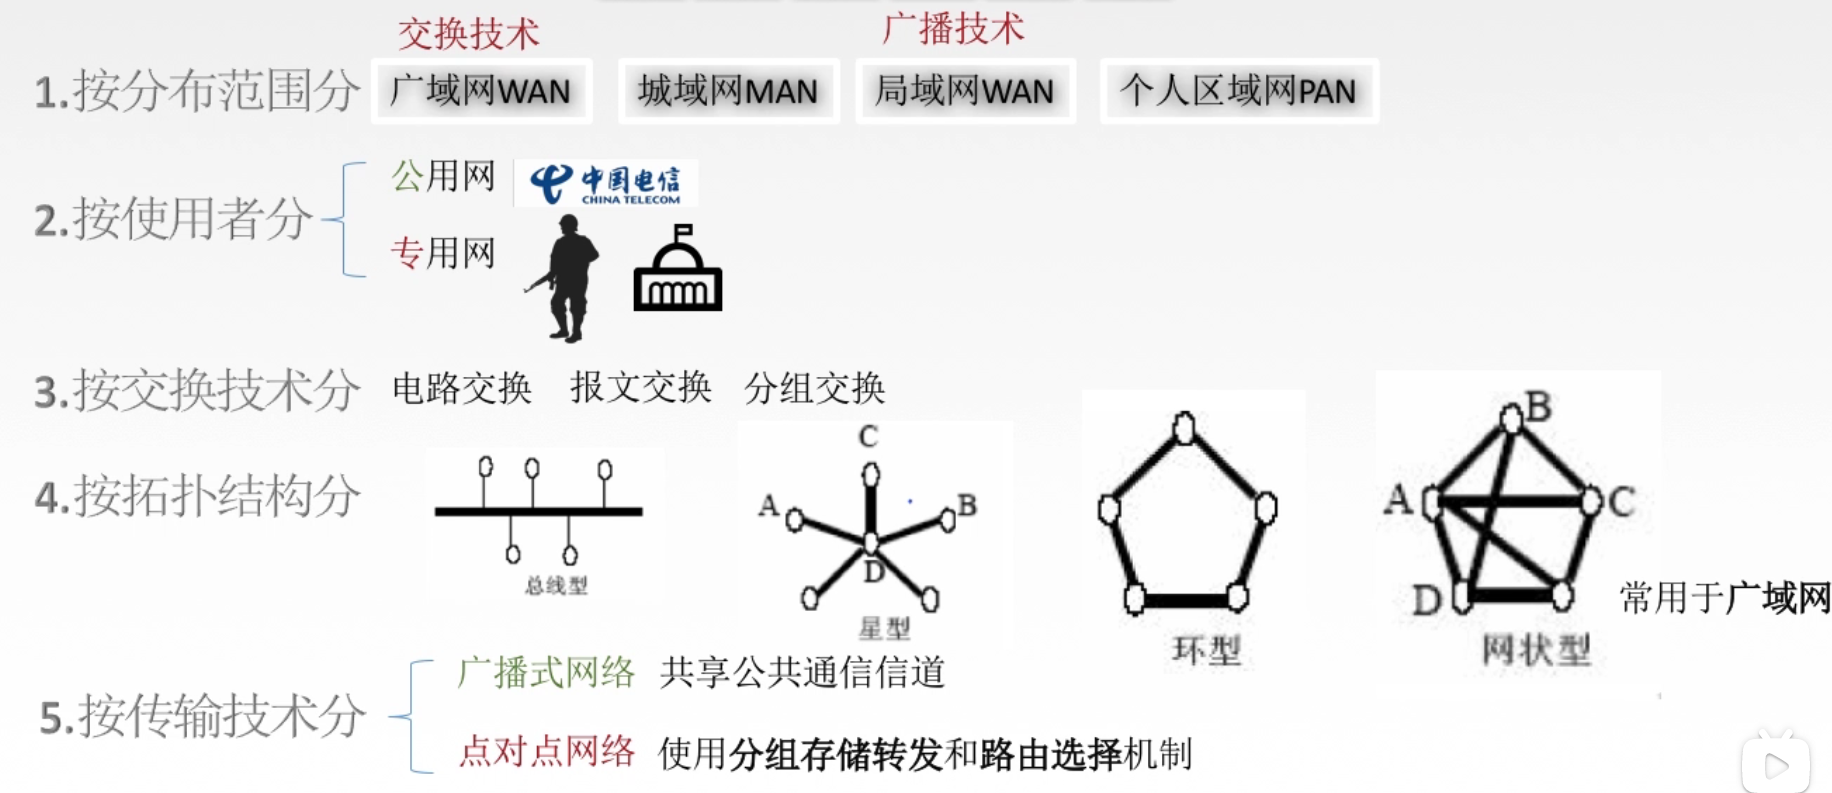 交换技术 广播技术
1.按分布范围分 广域网WAN 城域网MAN 局域网WAN 个人区域网PAN
2.按使用者分
公用网 中国电信
CHINA TELECOM
专用网
3.按交换技术分 电路交换 报文交换 分组交换
4.按拓扑结构分
总线型
C
A B
D
星型
环型
B
A C
D
网状型
常用于广域网
5.按传输技术分
广播式网络 共享公共通信信道
点对点网络 使用分组存储转发和路由选择机制